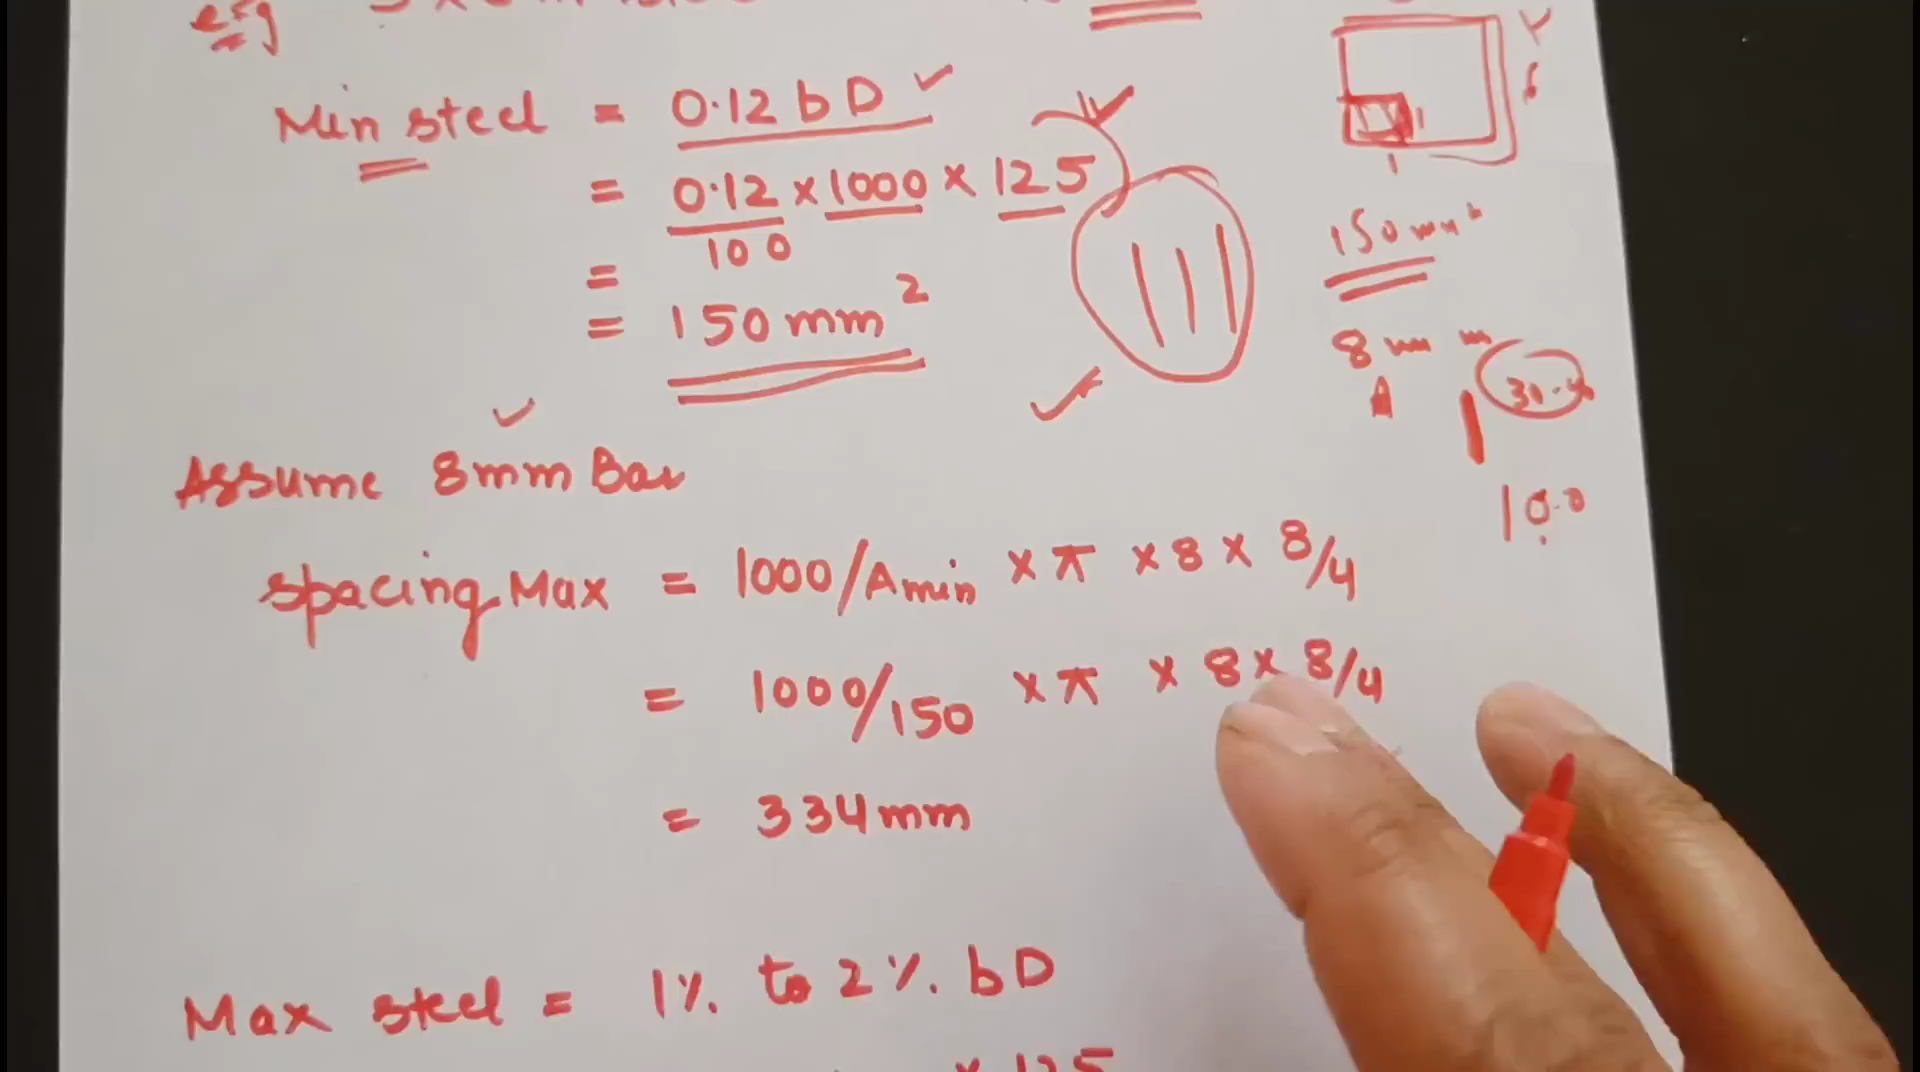 efg
Min steel = 0.12 b D
= 0.12 x 1000 x 125
100
=
= 150 mm²
150 mm²
8 mm
Assume 8mm Bar
100
spacing Max = 1000/Amin x π x 8 x 8/4
= 1000/150 x π x 8 x 8/4
= 334 mm
Max steel = 1% to 2% bD
x 125